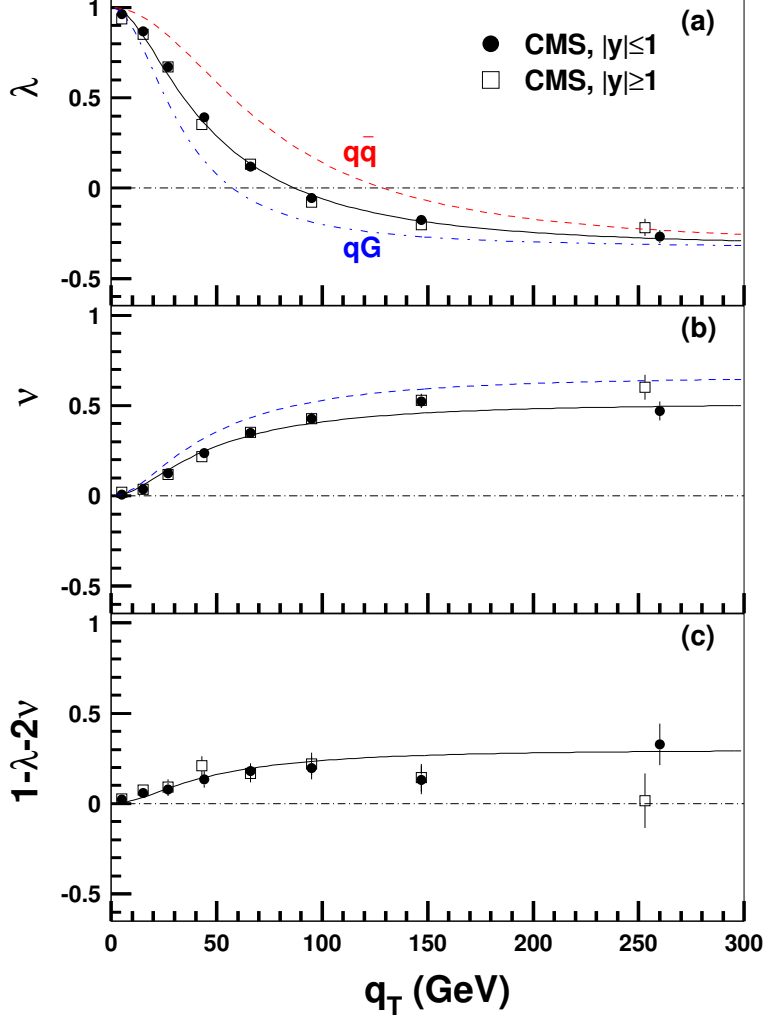 (a)
CMS, |y|≤1
CMS, |y|≥1
λ
1
0.5
0
-0.5
qq̄
qG
(b)
ν
1
0.5
0
-0.5
(c)
1-λ-2ν
1
0.5
0
-0.5
0 50 100 150 200 250 300
q_T (GeV)